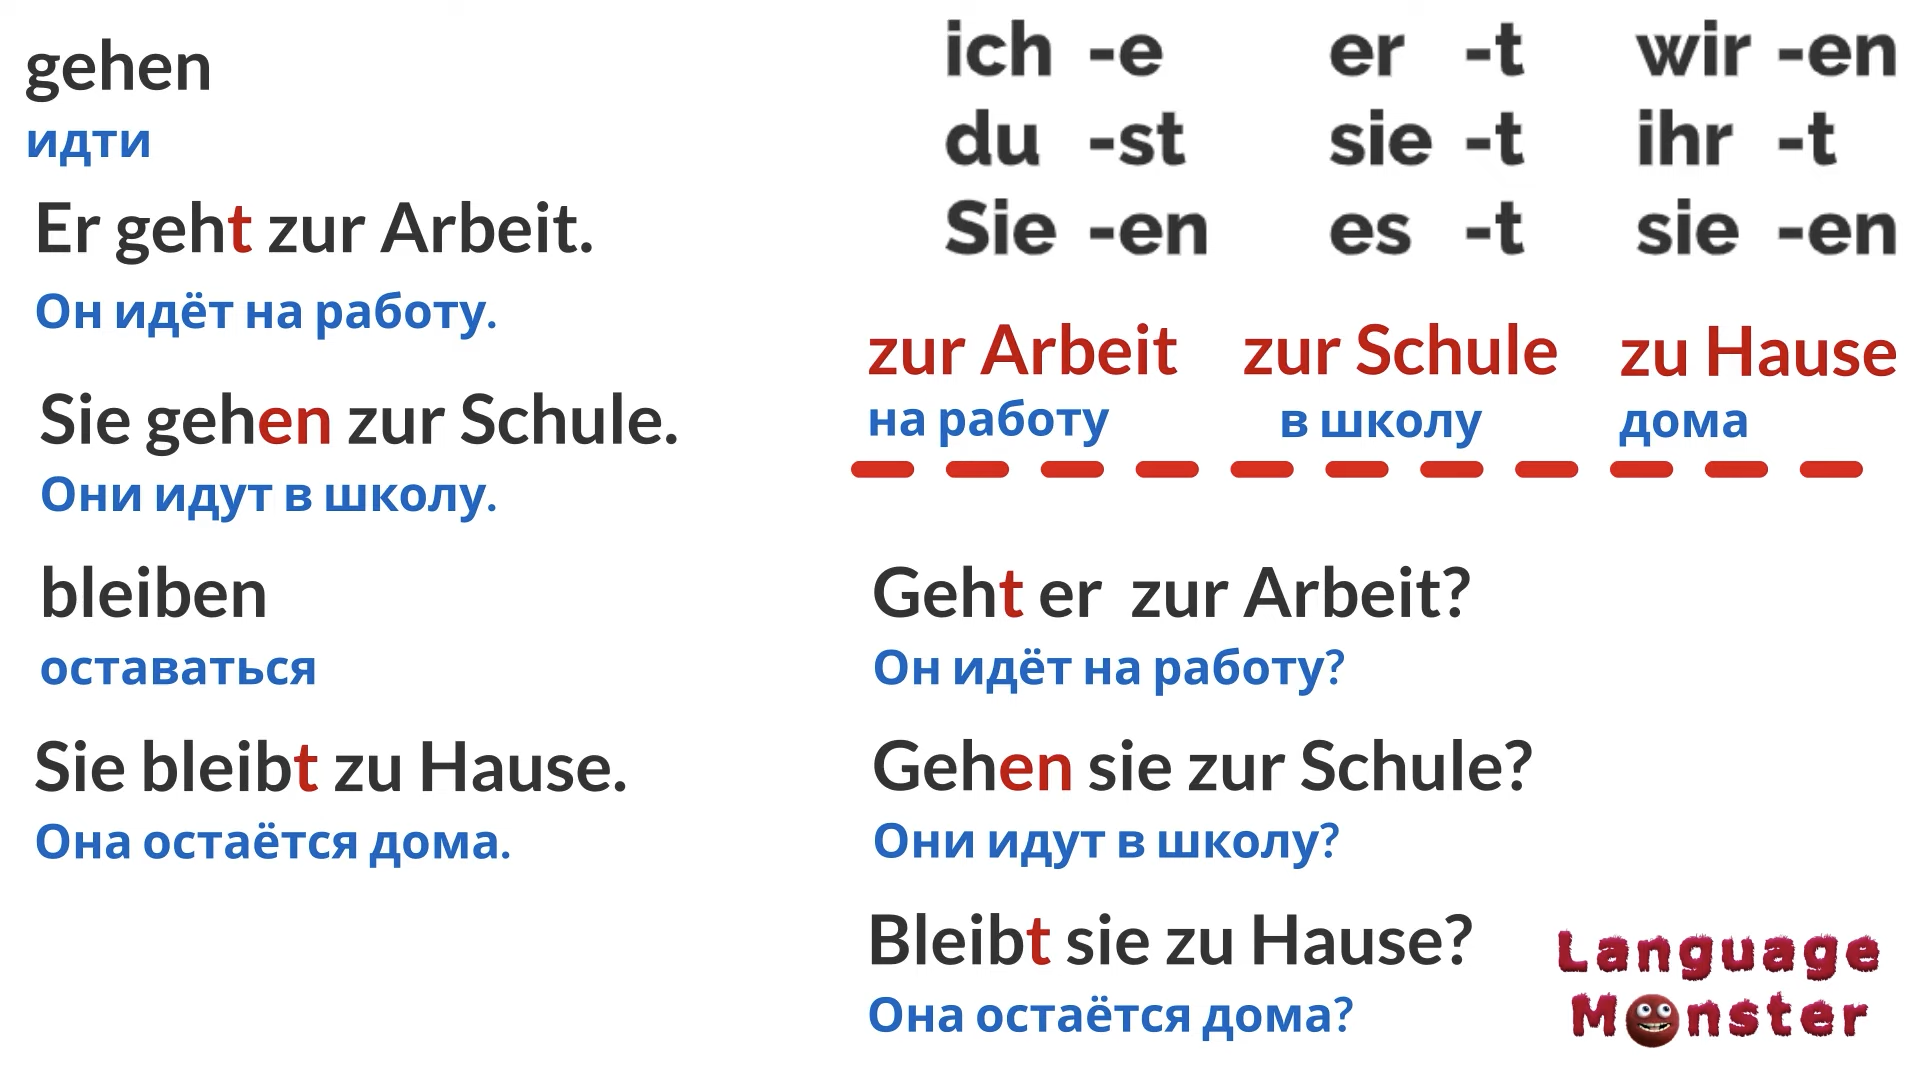 gehen
идти
Er geht zur Arbeit.
Он идёт на работу.
Sie gehen zur Schule.
Они идут в школу.
bleiben
оставаться
Sie bleibt zu Hause.
Она остаётся дома.
ich -e er -t wir -en
du -st sie -t ihr -t
Sie -en es -t sie -en
zur Arbeit zur Schule zu Hause
на работу в школу дома
Geht er zur Arbeit?
Он идёт на работу?
Gehen sie zur Schule?
Они идут в школу?
Bleibt sie zu Hause?
Она остаётся дома?
Language
Monster